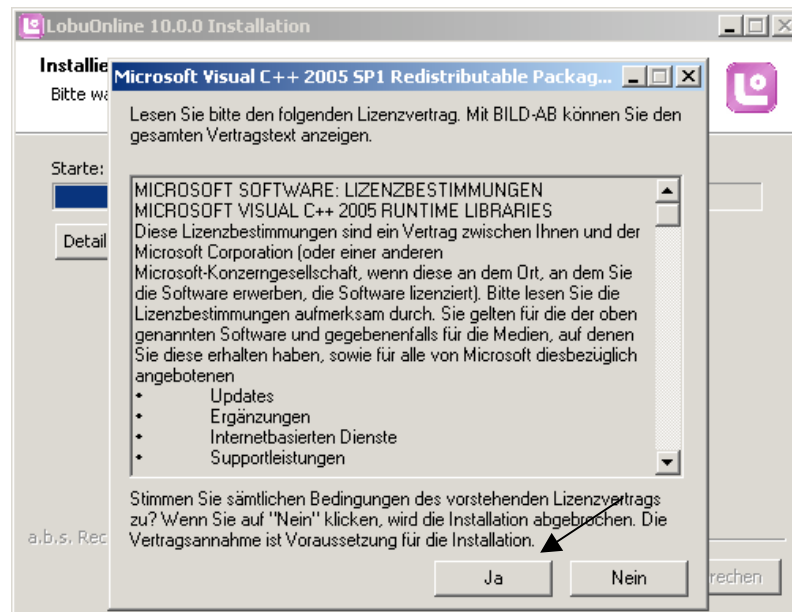 LobuOnline 10.0.0 Installation
Bitte
Microsoft Visual C++ 2005 SP1 Redistributable Packag...
Lesen Sie bitte den folgenden Lizenzvertrag. Mit BILD-AB können Sie den
gesamten Vertragstext anzeigen.
Starte:
MICROSOFT SOFTWARE: LIZENZBESTIMMUNGEN
MICROSOFT VISUAL C++ 2005 RUNTIME LIBRARIES
Diese Lizenzbestimmungen sind ein Vertrag zwischen Ihnen und der
Microsoft Corporation (oder einer anderen
Microsoft-Konzerngesellschaft, wenn diese an dem Ort, an dem Sie
die Software erwerben, die Software lizenziert). Bitte lesen Sie die
Lizenzbestimmungen aufmerksam durch. Sie gelten für die der oben
genannten Software und gegebenenfalls für die Medien, auf denen
Sie diese erhalten haben, sowie für alle von Microsoft diesbezüglich
angebotenen
• Updates
• Ergänzungen
• Internetbasierten Dienste
• Supportleistungen
Detail
Stimmen Sie sämtlichen Bedingungen des vorstehenden Lizenzvertrags
zu? Wenn Sie auf "Nein" klicken, wird die Installation abgebrochen. Die
Vertragsannahme ist Voraussetzung für die Installation.
a.b.s. Rec
Ja
Nein
rechen